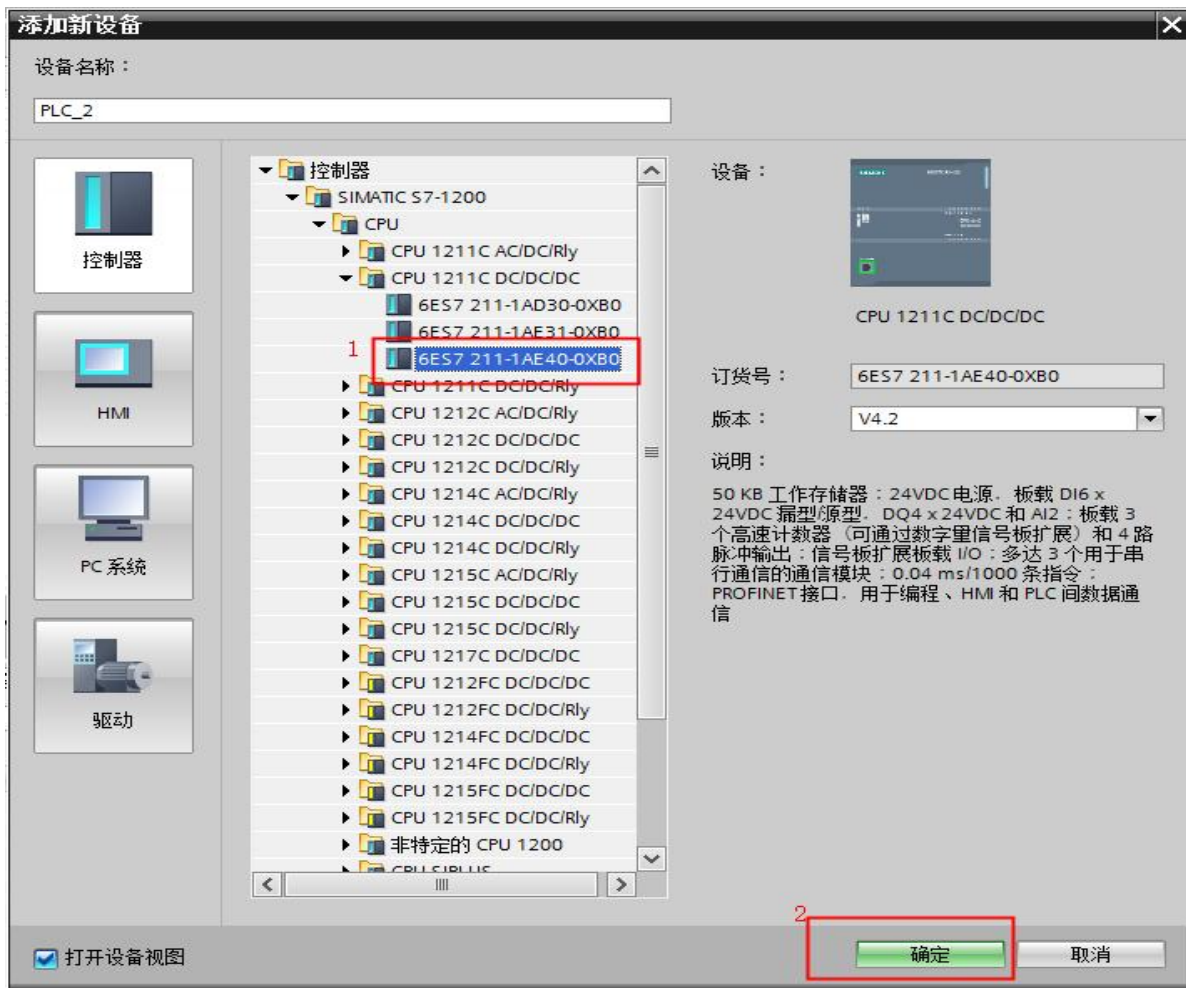 添加新设备
设备名称：
PLC_2
控制器
HMI
PC 系统
驱动
控制器
SIMATIC S7-1200
CPU
CPU 1211C AC/DC/Rly
CPU 1211C DC/DC/DC
6ES7 211-1AD30-0XB0
6ES7 211-1AE31-0XB0
1
6ES7 211-1AE40-0XB0
CPU 1211C DC/DC/Rly
CPU 1212C AC/DC/Rly
CPU 1212C DC/DC/DC
CPU 1212C DC/DC/Rly
CPU 1214C AC/DC/Rly
CPU 1214C DC/DC/DC
CPU 1214C DC/DC/Rly
CPU 1215C AC/DC/Rly
CPU 1215C DC/DC/DC
CPU 1215C DC/DC/Rly
CPU 1217C DC/DC/DC
CPU 1212FC DC/DC/DC
CPU 1212FC DC/DC/Rly
CPU 1214FC DC/DC/DC
CPU 1214FC DC/DC/Rly
CPU 1215FC DC/DC/DC
CPU 1215FC DC/DC/Rly
非特定的 CPU 1200
CPU SIPLUS
设备：
CPU 1211C DC/DC/DC
订货号：
6ES7 211-1AE40-0XB0
版本：
V4.2
说明：
50 KB 工作存储器；24VDC 电源，板载 DI6 x
24VDC 漏型/源型，DQ4 x 24VDC 和 AI2；板载 3
个高速计数器（可通过数字量信号板扩展）和 4 路
脉冲输出；信号板扩展板载 I/O；多达 3 个用于串
行通信的通信模块；0.04 ms/1000 条指令；
PROFINET 接口，用于编程、HMI 和 PLC 间数据通
信
2
打开设备视图
确定
取消